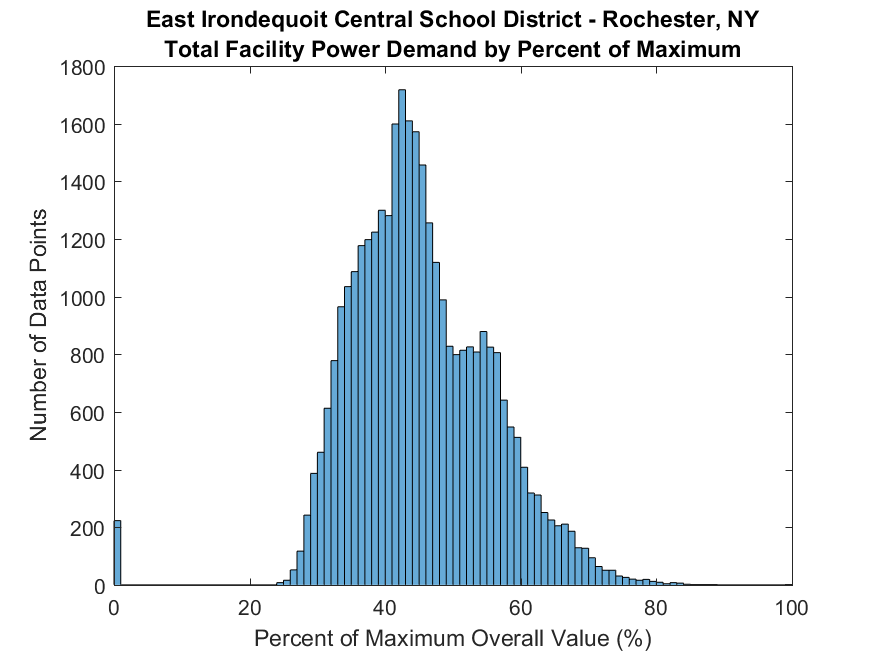 East Irondequoit Central School District - Rochester, NY
Total Facility Power Demand by Percent of Maximum
1800
1600
1400
1200
1000
800
600
400
200
0
Number of Data Points
0 20 40 60 80 100
Percent of Maximum Overall Value (%)